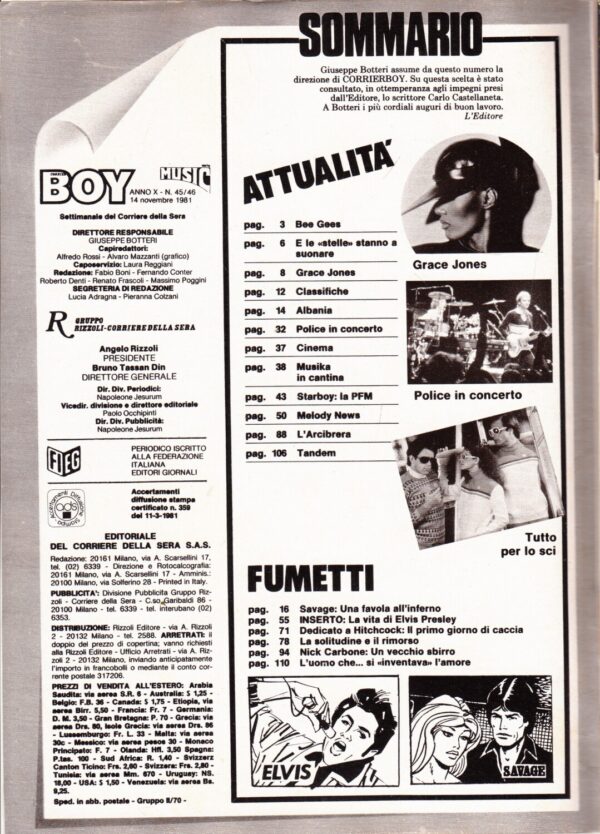 SOMMARIO
Giuseppe Botteri assume da questo numero la
direzione di CORRIERBOY. Su questa scelta è stato
consultato, in ottemperanza agli impegni presi
dall'Editore, lo scrittore Carlo Castellaneta.
A Botteri i più cordiali auguri di buon lavoro.
L'Editore
BOY
MUSIC
ANNO X - N. 45/46
14 novembre 1981
Settimanale del Corriere della Sera
DIRETTORE RESPONSABILE
GIUSEPPE BOTTERI
Capiredattori:
Alfredo Rossi - Alvaro Mazzanti (grafico)
Caposervizio: Laura Reggiani
Redazione: Fabio Boni - Fernando Conter
Roberto Denti - Renato Frascoli - Massimo Poggini
SEGRETERIA DI REDAZIONE
Lucia Adragna - Pieranna Colzani
R GRUPPO
RIZZOLI-CORRIERE DELLA SERA
Angelo Rizzoli
PRESIDENTE
Bruno Tassan Din
DIRETTORE GENERALE
Dir. Div. Periodici:
Napoleone Jesurum
Vicedir. divisione e direttore editoriale
Paolo Occhipinti
Dir. Div. Pubblicità:
Napoleone Jesurum
FIEG
PERIODICO ISCRITTO
ALLA FEDERAZIONE
ITALIANA
EDITORI GIORNALI
ads
Accertamenti
diffusione stampa
certificato n. 359
del 11-3-1981
EDITORIALE
DEL CORRIERE DELLA SERA S.A.S.
Redazione: 20161 Milano, via A. Scarsellini 17,
tel. (02) 6339 - Direzione e Rotocalcografia:
20161 Milano, via A. Scarsellini 17 - Amminis.:
20100 Milano, via Solferino 28 - Printed in Italy.
PUBBLICITA': Divisione Pubblicità Gruppo Riz-
zoli - Corriere della Sera - C.so Garibaldi 86 -
20100 Milano - tel. 6339 - tel. interubano (02)
6353.
DISTRIBUZIONE: Rizzoli Editore - via A. Rizzoli
2 - 20132 Milano - tel. 2588. ARRETRATI: il
doppio del prezzo di copertina; vanno richiesti
alla Rizzoli Editore - Ufficio Arretrati - via A. Riz-
zoli 2 - 20132 Milano, inviando anticipatamente
l'importo in francobolli o mediante il conto cor-
rente postale 317206.
PREZZI DI VENDITA ALL'ESTERO: Arabia
Saudita: via aerea S.R. 6 - Australia: $ 1,25 -
Belgio: F.B. 36 - Canada: $ 1,75 - Etiopia, via
aerea Birr. 5,50 - Francia: Fr. 7 - Germania:
D. M. 3,50 - Gran Bretagna: P. 70 - Grecia: via
aerea Drs. 80, Isole Grecia: via aerea Drs. 86
- Lussemburgo: Fr. L. 33 - Malta: via aerea
30c - Messico: via aerea pesos 30 - Monaco
Principato: F. 7 - Olanda: Hfl. 3,50 Spagna:
P.tas. 100 - Sud Africa: R. 1,40 - Svizzera
Canton Ticino: Frs. 2,60 - Svizzera: Frs. 2,80 -
Tunisia: via aerea Mm. 670 - Uruguay: NS.
18,00 - USA: $ 1,50 - Venezuela: via aerea Bs.
9,25.
Sped. in abb. postale - Gruppo II/70 -
ATTUALITÀ
pag. 3 Bee Gees
pag. 6 E le «stelle» stanno a
suonare
pag. 8 Grace Jones
pag. 12 Classifiche
pag. 14 Albania
pag. 32 Police in concerto
pag. 37 Cinema
pag. 38 Musika
in cantina
pag. 43 Starboy: la PFM
pag. 50 Melody News
pag. 88 L'Arcibrera
pag. 106 Tandem
Grace Jones
Police in concerto
Tutto
per lo sci
FUMETTI
pag. 16 Savage: Una favola all'inferno
pag. 55 INSERTO: La vita di Elvis Presley
pag. 71 Dedicato a Hitchcock: Il primo giorno di caccia
pag. 78 La solitudine e il rimorso
pag. 94 Nick Carbone: Un vecchio sbirro
pag. 110 L'uomo che... si «inventava» l'amore
ELVIS
SAVAGE